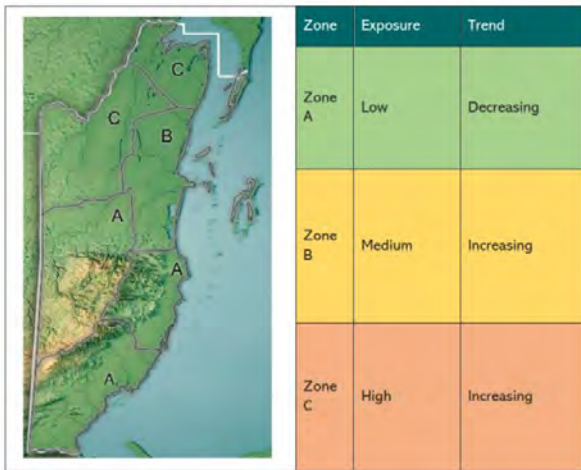 C
C
B
A
A
A
Zone Exposure Trend
Zone
A
Low Decreasing
Zone
B
Medium Increasing
Zone
C
High Increasing